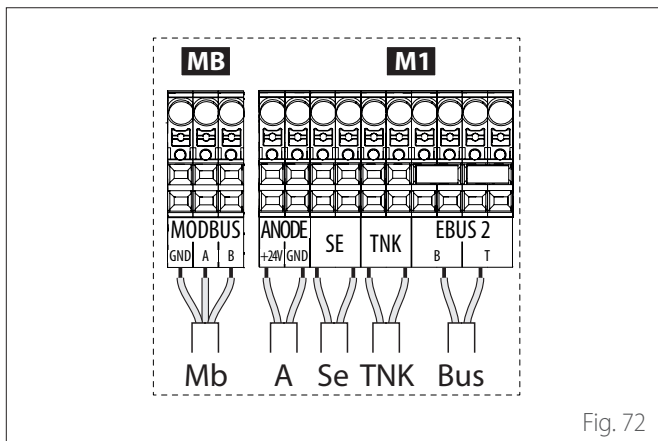 MB M1
MODBUS ANODE SE TNK EBUS 2
GND A B +24V GND B T
Mb A Se TNK Bus
Fig. 72